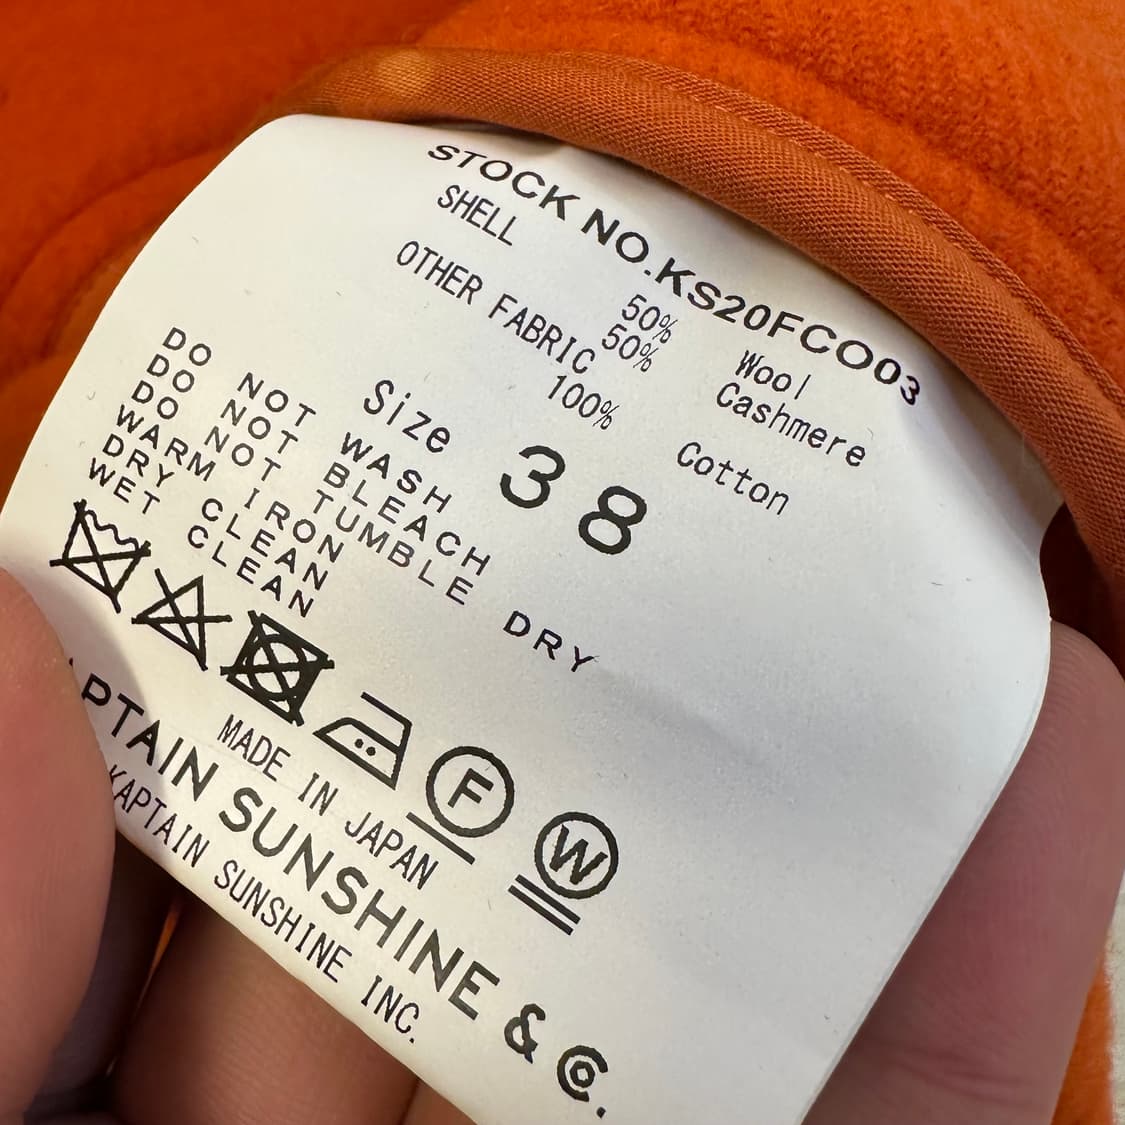 STOCK NO.KS20FCO03
SHELL
50% Wool
50% Cashmere
OTHER FABRIC
100% Cotton
Size 38
DO NOT WASH
DO NOT BLEACH
DO NOT TUMBLE DRY
WARM IRON
DRY CLEAN
WET CLEAN
F
W
MADE IN JAPAN
APTAIN SUNSHINE & Co.
KAPTAIN SUNSHINE INC.